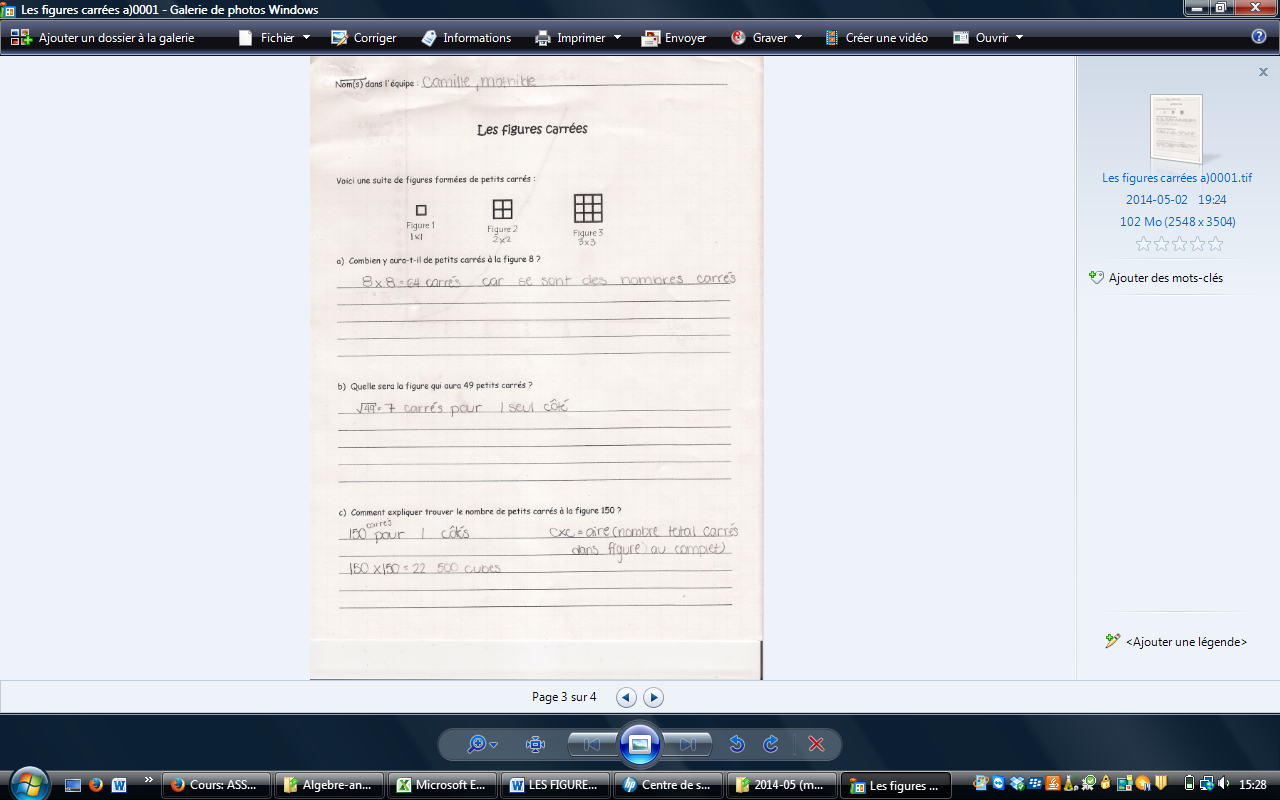 Les figures carrées a)0001 - Galerie de photos Windows
Ajouter un dossier à la galerie Fichier Corriger Informations Imprimer Envoyer Graver Créer une vidéo Ouvrir
Nom(s) dans l'équipe : Camille, Mathilde
Les figures carrées
Voici une suite de figures formées de petits carrés :
Figure 1 Figure 2 Figure 3
1x1 2x2 3x3
a) Combien y aura-t-il de petits carrés à la figure 8 ?
8 x 8 = 64 carrés car se sont des nombres carrés
b) Quelle sera la figure qui aura 49 petits carrés ?
√49 = 7 carrés pour 1 seul côté
c) Comment expliquer trouver le nombre de petits carrés à la figure 150 ?
carrés
150 pour 1 côtés cxc = aire (nombre total carrés
dans figure) au complet)
150 x 150 = 22 500 cubes
Les figures carrées a)0001.tif
2014-05-02 19:24
102 Mo (2548 x 3504)
Ajouter des mots-clés
<Ajouter une légende>
Page 3 sur 4
Cours: ASS... Algebre-an... Microsoft E... LES FIGURE... Centre de s... 2014-05 (m... Les figures ... 15:28